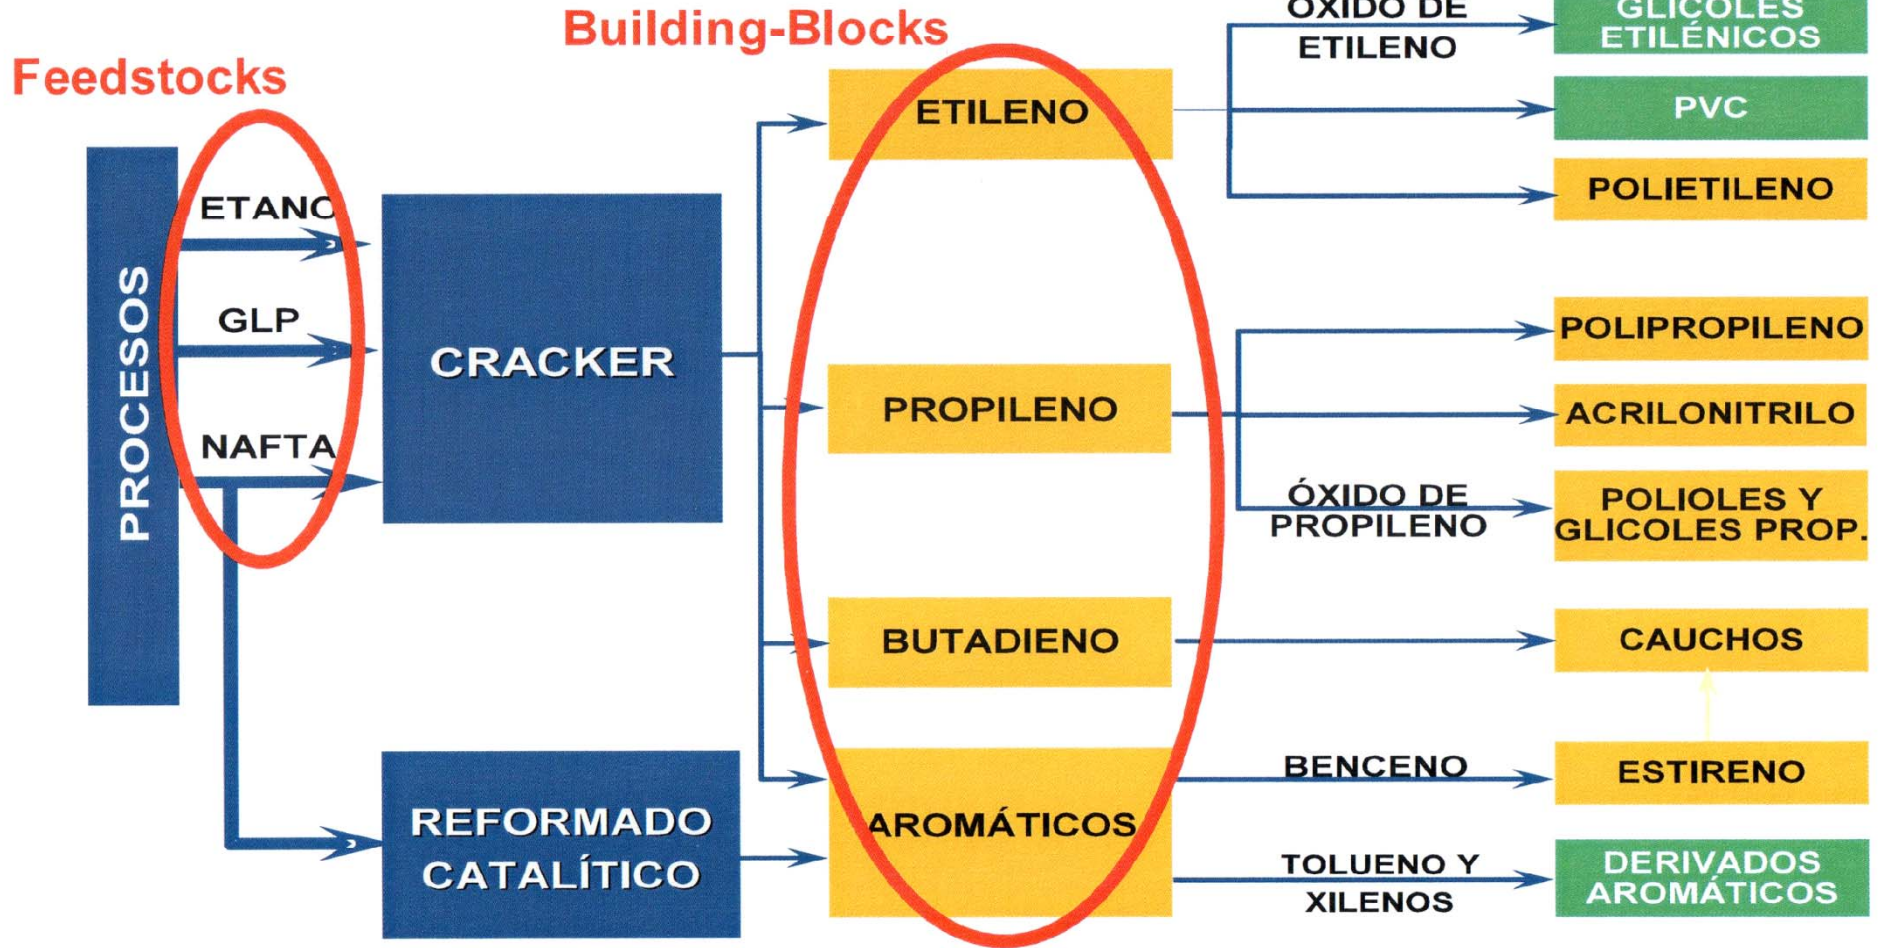 Building-Blocks
Feedstocks
PROCESOS
ETANO
GLP
NAFTA
CRACKER
REFORMADO
CATALÍTICO
ETILENO
PROPILENO
BUTADIENO
AROMÁTICOS
ÓXIDO DE
ETILENO
GLICOLES
ETILÉNICOS
PVC
POLIETILENO
POLIPROPILENO
ACRILONITRILO
ÓXIDO DE
PROPILENO
POLIOLES Y
GLICOLES PROP.
CAUCHOS
BENCENO
ESTIRENO
TOLUENO Y
XILENOS
DERIVADOS
AROMÁTICOS